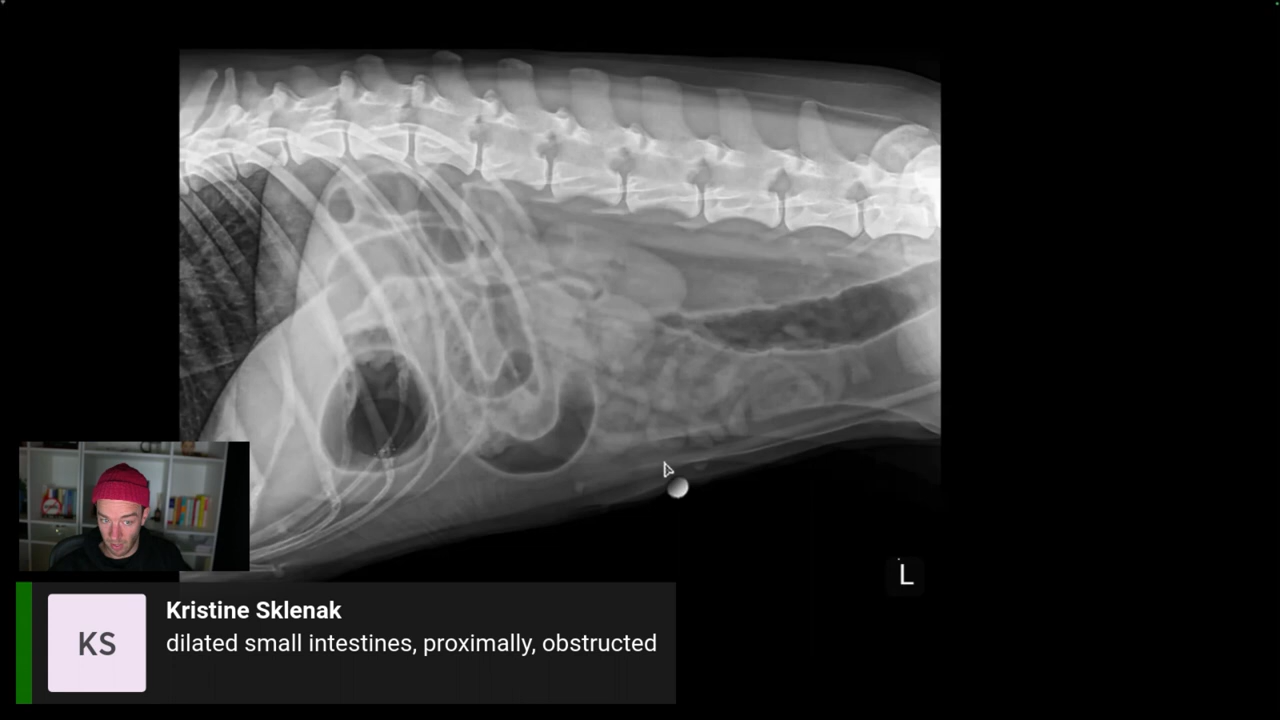 L
KS
Kristine Sklenak
dilated small intestines, proximally, obstructed